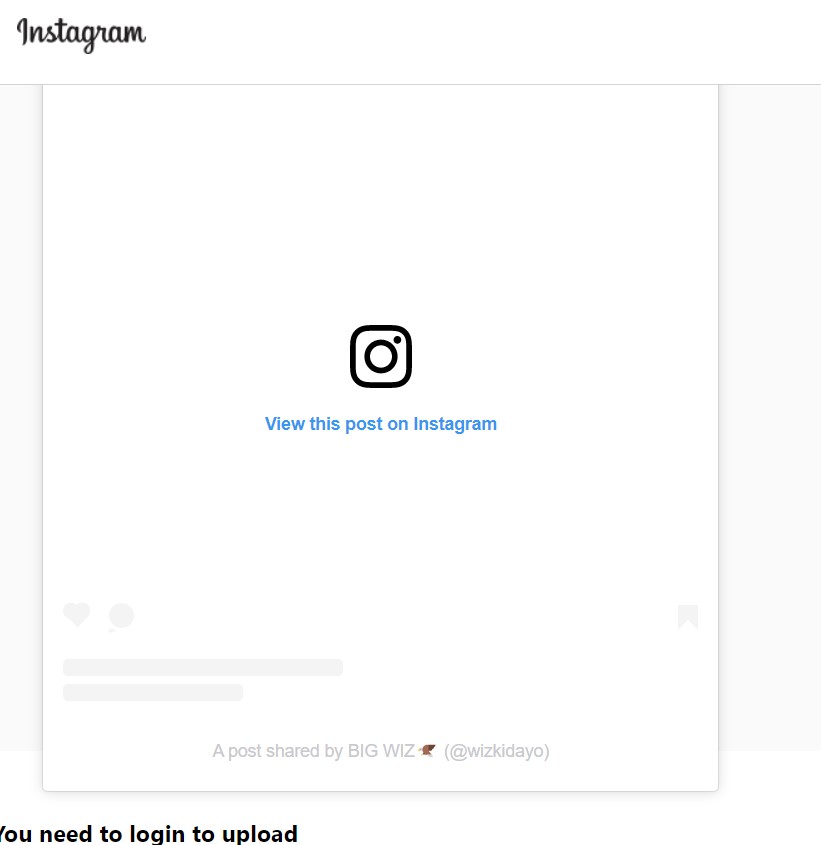 Instagram
View this post on Instagram
A post shared by BIG WIZ🦅 (@wizkidayo)
You need to login to upload